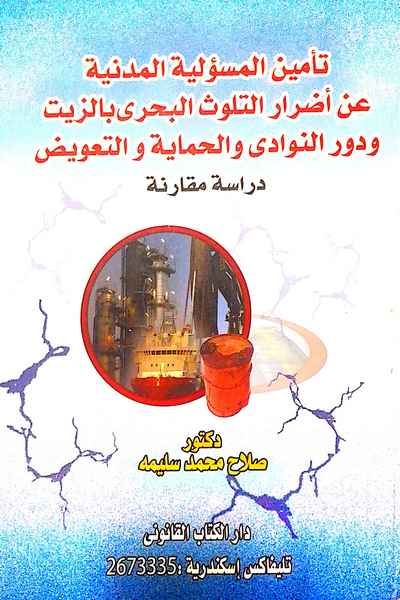 تأمين المسؤلية المدنية
عن أضرار التلوث البحرى بالزيت
ودور النوادى والحماية و التعويض
دراسة مقارنة
دكتور
صلاح محمد سليمه
دار الكتاب القانونى
تليفاكس إسكندرية : 2673335